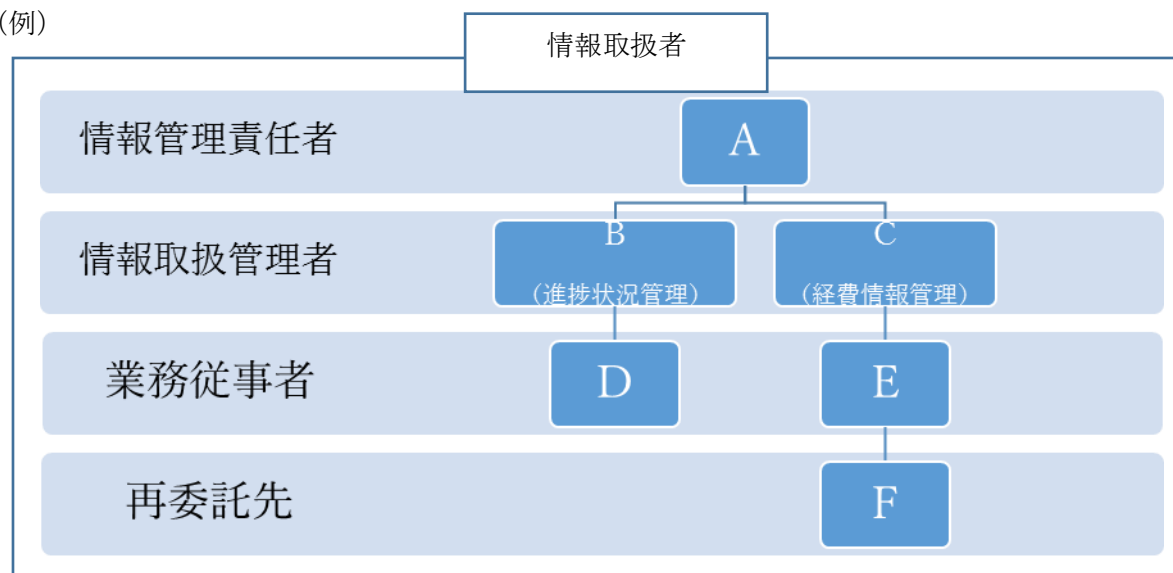 (例)
情報取扱者
情報管理責任者
A
情報取扱管理者
B
(進捗状況管理)
C
(経費情報管理)
業務従事者
D
E
再委託先
F